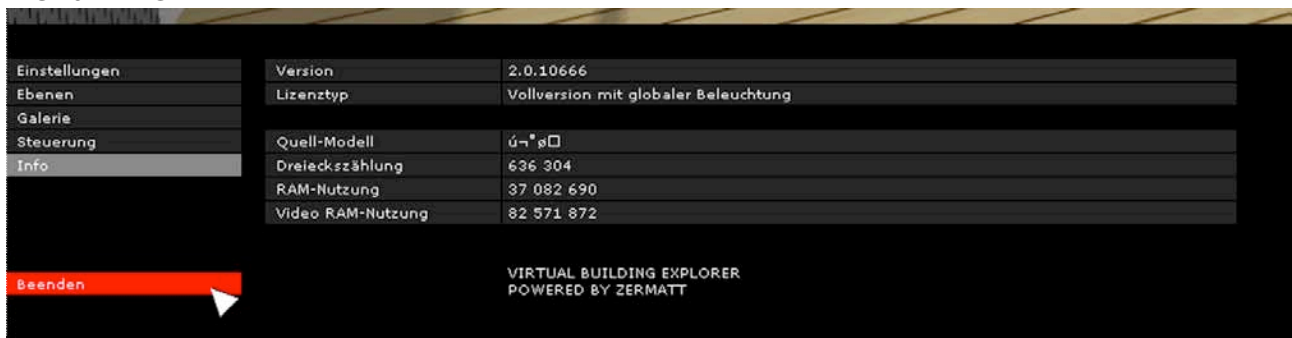 Einstellungen
Ebenen
Galerie
Steuerung
Info
Beenden
Version 2.0.10666
Lizenztyp Vollversion mit globaler Beleuchtung
Quell-Modell
Dreieckszählung 636 304
RAM-Nutzung 37 082 690
Video RAM-Nutzung 82 571 872
VIRTUAL BUILDING EXPLORER
POWERED BY ZERMATT